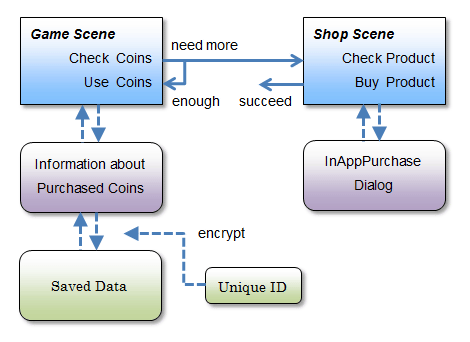 Game Scene
Check Coins
Use Coins
need more
enough
succeed
Shop Scene
Check Product
Buy Product
Information about
Purchased Coins
InAppPurchase
Dialog
encrypt
Saved Data
Unique ID